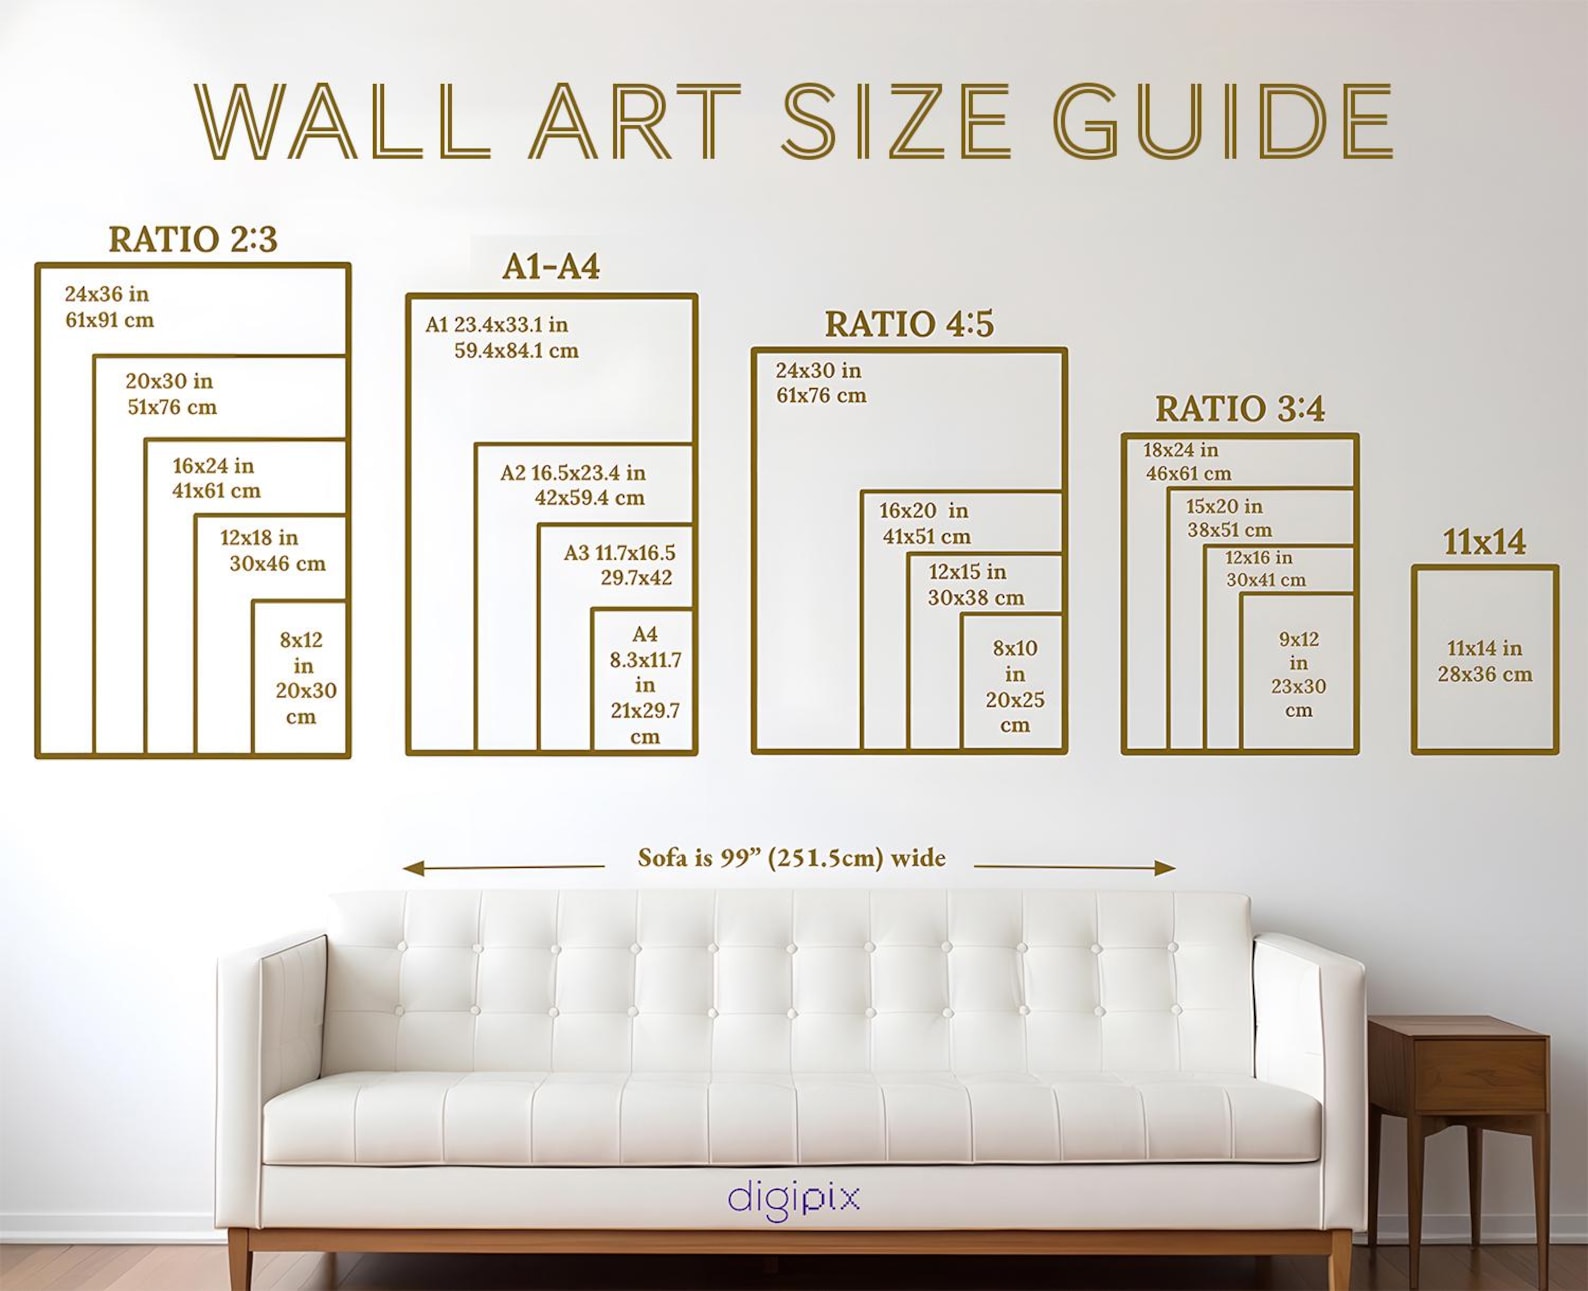 WALL ART SIZE GUIDE
RATIO 2:3
24x36 in
61x91 cm
20x30 in
51x76 cm
16x24 in
41x61 cm
12x18 in
30x46 cm
8x12
in
20x30
cm
A1-A4
A1 23.4x33.1 in
59.4x84.1 cm
A2 16.5x23.4 in
42x59.4 cm
A3 11.7x16.5
29.7x42
A4
8.3x11.7
in
21x29.7
cm
RATIO 4:5
24x30 in
61x76 cm
16x20 in
41x51 cm
12x15 in
30x38 cm
8x10
in
20x25
cm
RATIO 3:4
18x24 in
46x61 cm
15x20 in
38x51 cm
12x16 in
30x41 cm
9x12
in
23x30
cm
11x14
11x14 in
28x36 cm
Sofa is 99” (251.5cm) wide
digipix